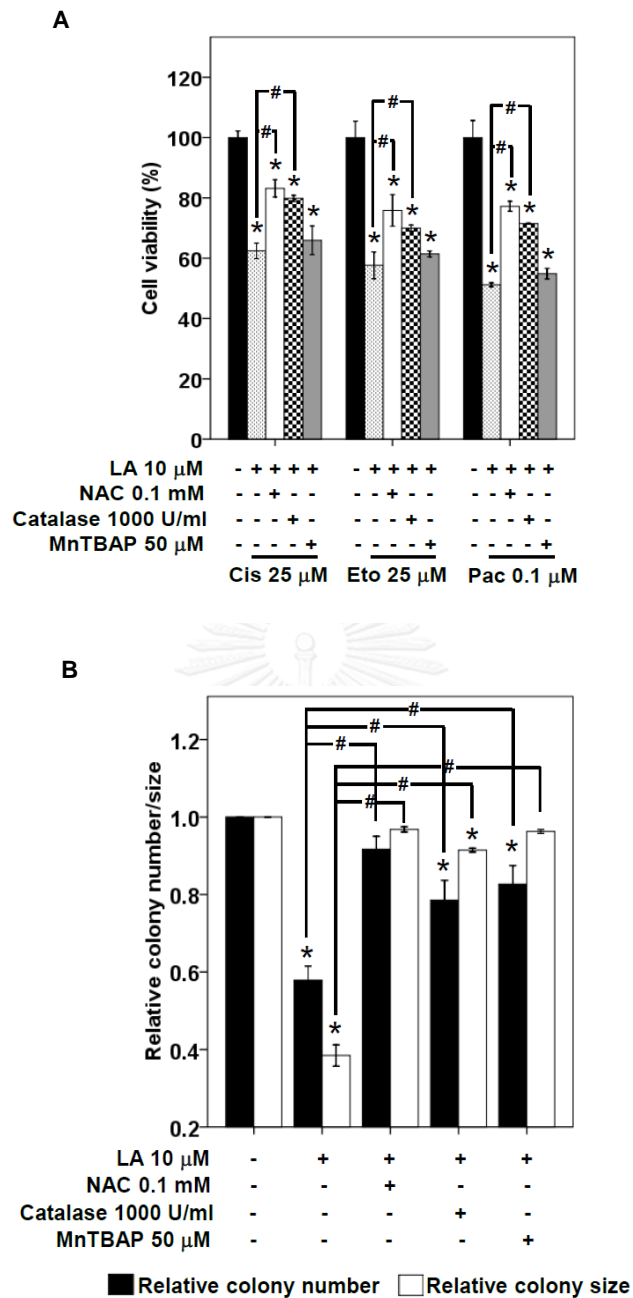 A
Cell viability (%)
120
100
80
60
40
20
0
# # # # # #
* * * * * * * * * * * *
LA 10 μM - + + + + - + + + + - + + + +
NAC 0.1 mM - - + - - - - + - - - - + - -
Catalase 1000 U/ml - - - + - - - - + - - - - + -
MnTBAP 50 μM - - - - + - - - - + - - - - +
Cis 25 μM Eto 25 μM Pac 0.1 μM
B
Relative colony number/size
1.2
1.0
0.8
0.6
0.4
0.2
# # # # # #
* * * * *
LA 10 μM - + + + +
NAC 0.1 mM - - + - -
Catalase 1000 U/ml - - - + -
MnTBAP 50 μM - - - - +
Relative colony number Relative colony size